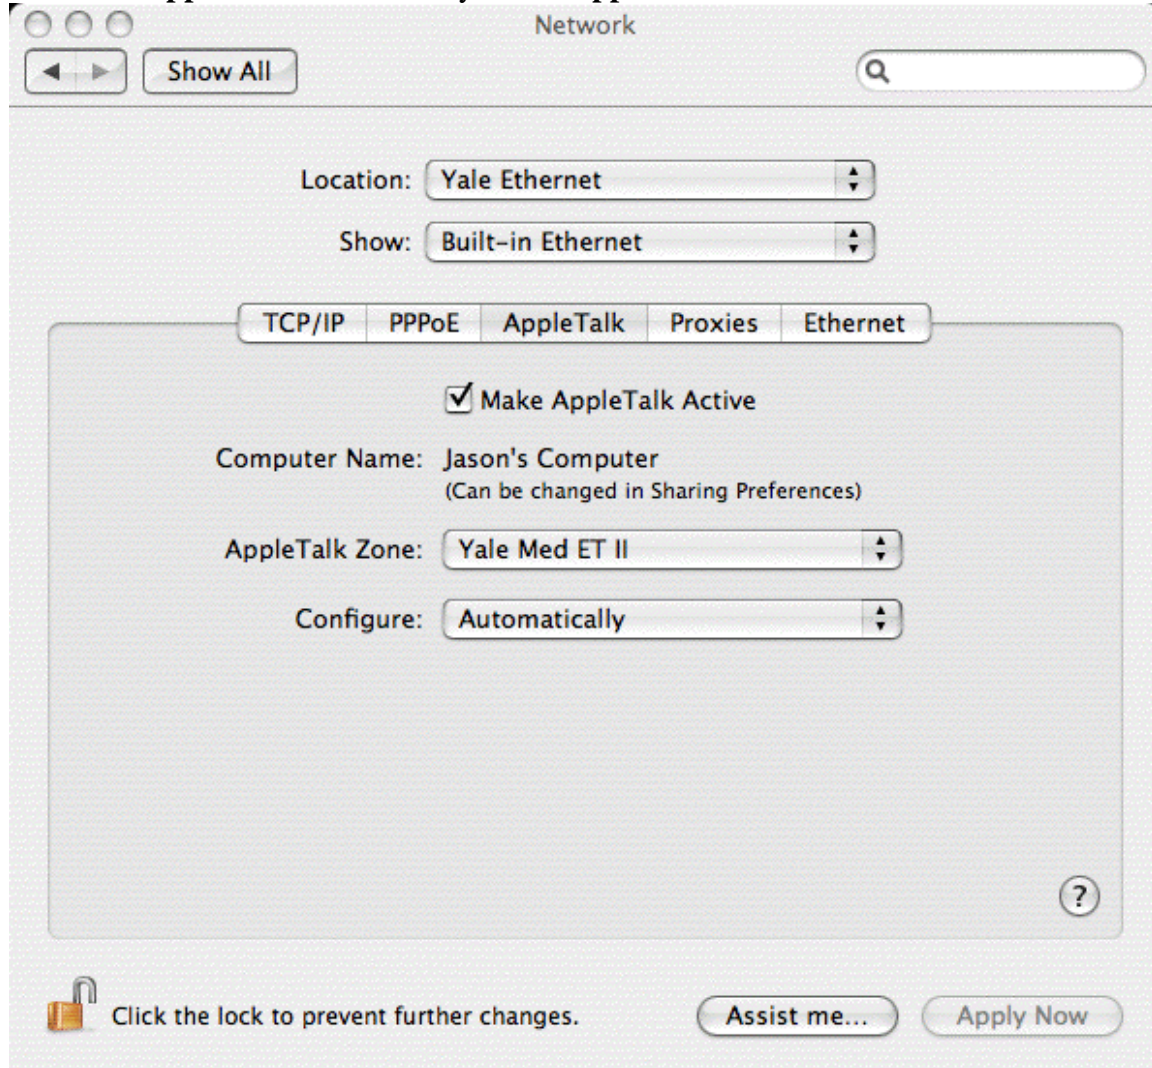 Network
Show All
Location: Yale Ethernet
Show: Built-in Ethernet
TCP/IP PPPoE AppleTalk Proxies Ethernet
Make AppleTalk Active
Computer Name: Jason's Computer
(Can be changed in Sharing Preferences)
AppleTalk Zone: Yale Med ET II
Configure: Automatically
?
Click the lock to prevent further changes. Assist me... Apply Now